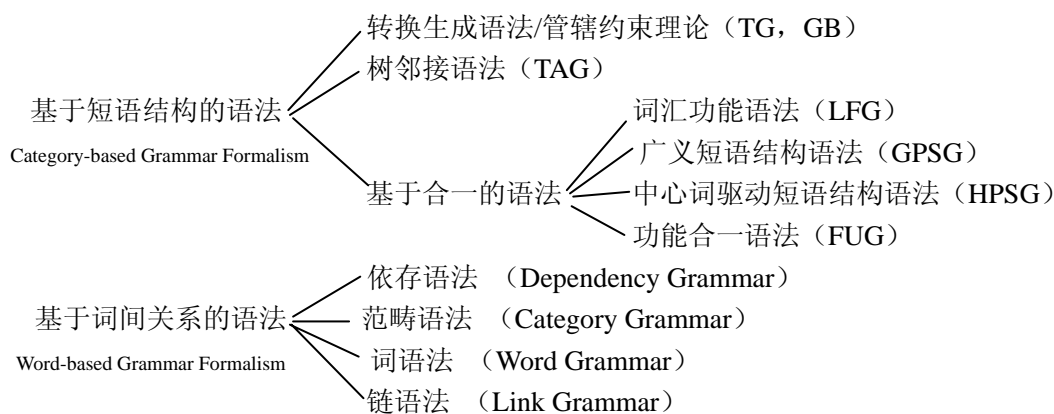 转换生成语法/管辖约束理论（TG，GB）
树邻接语法（TAG）
基于短语结构的语法
Category-based Grammar Formalism
词汇功能语法（LFG）
广义短语结构语法（GPSG）
基于合一的语法
中心词驱动短语结构语法（HPSG）
功能合一语法（FUG）
依存语法 （Dependency Grammar）
基于词间关系的语法
Word-based Grammar Formalism
范畴语法 （Category Grammar）
词语法 （Word Grammar）
链语法 （Link Grammar）